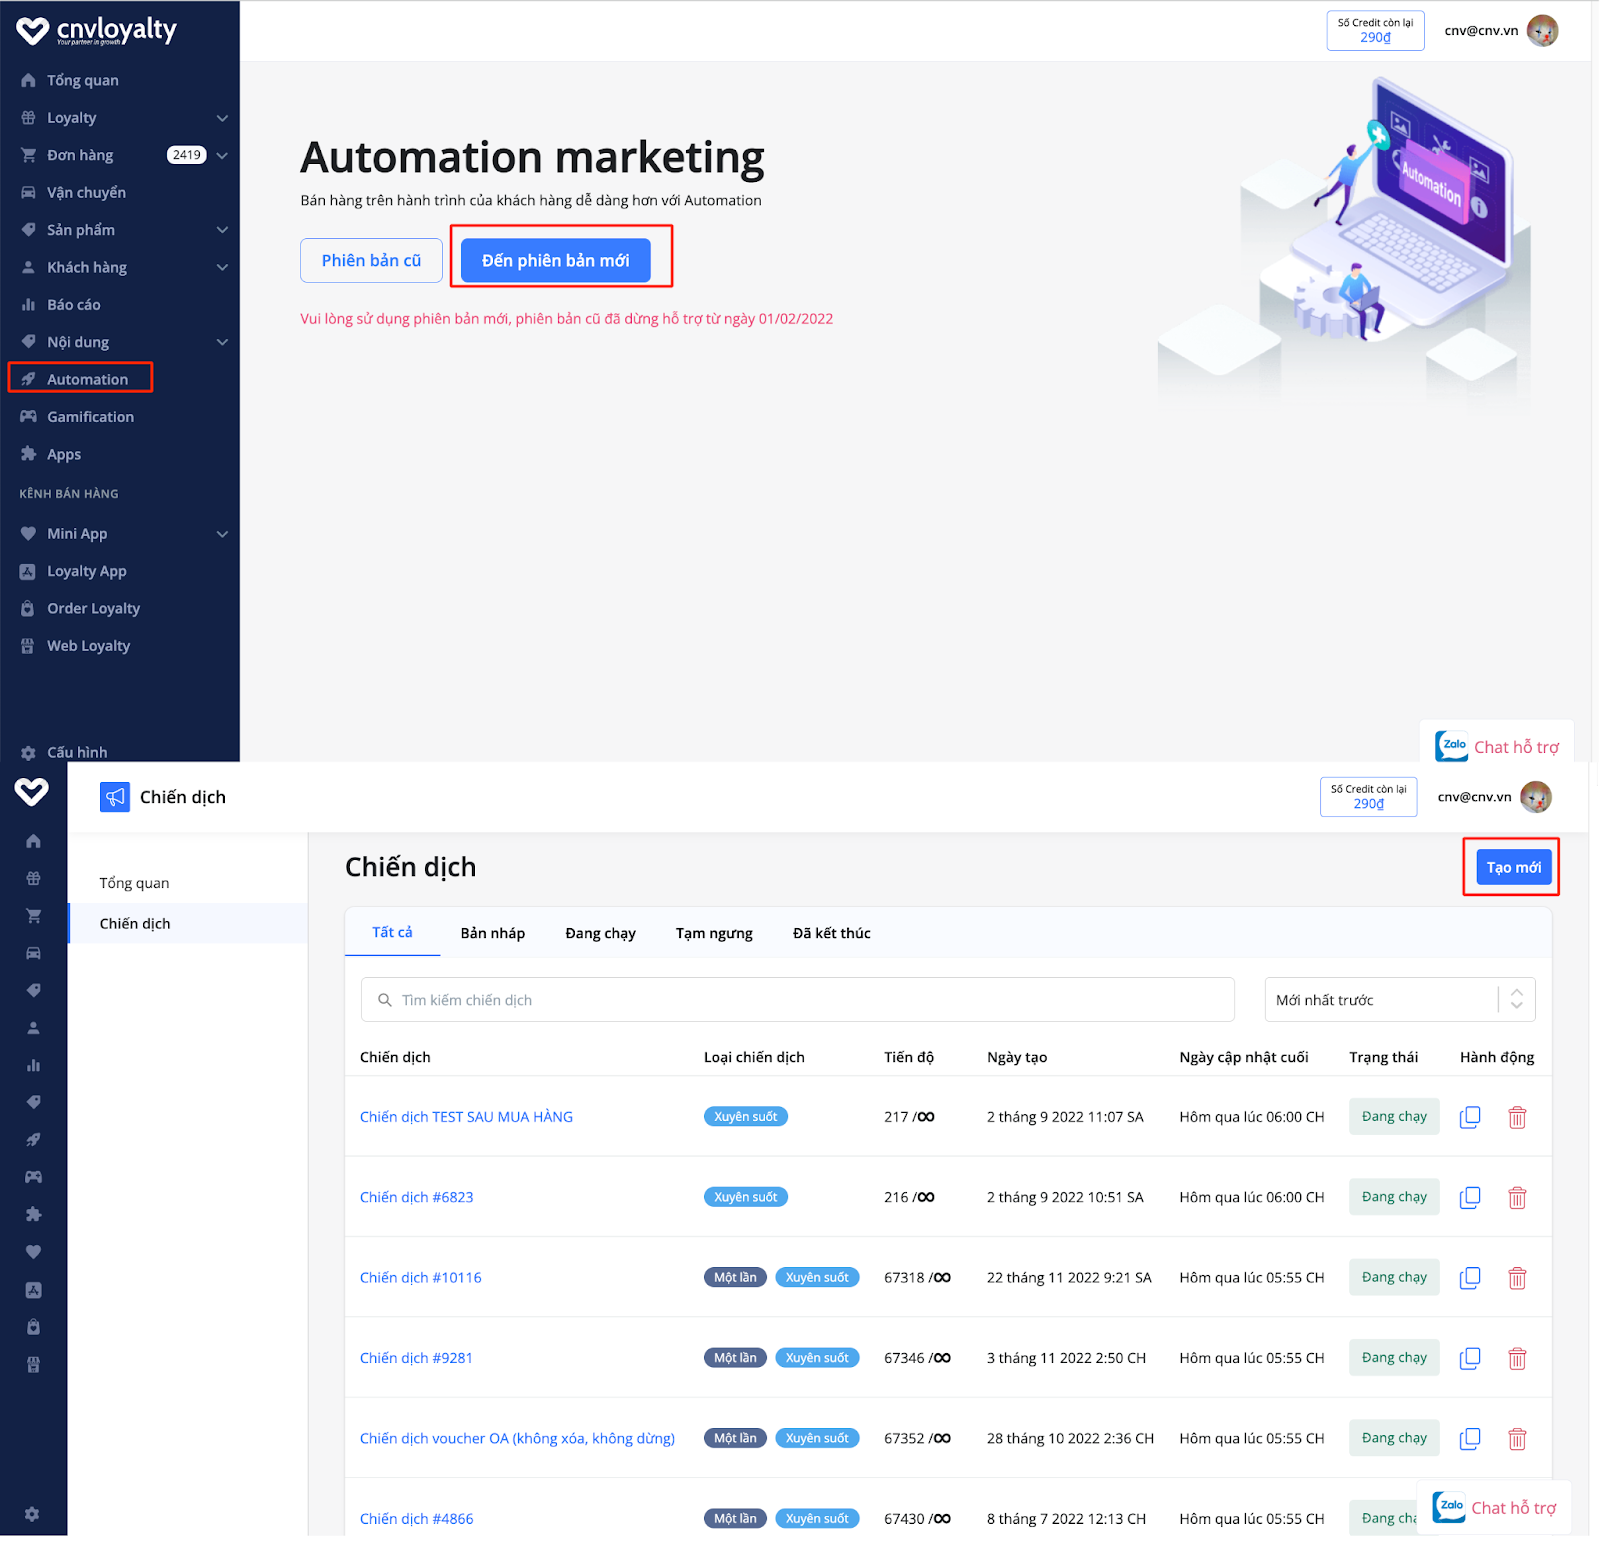 cnvloyalty
Your partner in growth
Số Credit còn lại
290₫
cnv@cnv.vn
Tổng quan
Loyalty
Đơn hàng 2419
Vận chuyển
Sản phẩm
Khách hàng
Báo cáo
Nội dung
Automation
Gamification
Apps
KÊNH BÁN HÀNG
Mini App
Loyalty App
Order Loyalty
Web Loyalty
Cấu hình
Automation marketing
Bán hàng trên hành trình của khách hàng dễ dàng hơn với Automation
Phiên bản cũ Đến phiên bản mới
Vui lòng sử dụng phiên bản mới, phiên bản cũ đã dừng hỗ trợ từ ngày 01/02/2022
Automation
Zalo Chat hỗ trợ
Chiến dịch
Số Credit còn lại
290₫
cnv@cnv.vn
Tổng quan
Chiến dịch
Chiến dịch
Tạo mới
Tất cả Bản nháp Đang chạy Tạm ngưng Đã kết thúc
Tìm kiếm chiến dịch Mới nhất trước
Chiến dịch Loại chiến dịch Tiến độ Ngày tạo Ngày cập nhật cuối Trạng thái Hành động
Chiến dịch TEST SAU MUA HÀNG Xuyên suốt 217 /∞ 2 tháng 9 2022 11:07 SA Hôm qua lúc 06:00 CH Đang chạy
Chiến dịch #6823 Xuyên suốt 216 /∞ 2 tháng 9 2022 10:51 SA Hôm qua lúc 06:00 CH Đang chạy
Chiến dịch #10116 Một lần Xuyên suốt 67318 /∞ 22 tháng 11 2022 9:21 SA Hôm qua lúc 05:55 CH Đang chạy
Chiến dịch #9281 Một lần Xuyên suốt 67346 /∞ 3 tháng 11 2022 2:50 CH Hôm qua lúc 05:55 CH Đang chạy
Chiến dịch voucher OA (không xóa, không dừng) Một lần Xuyên suốt 67352 /∞ 28 tháng 10 2022 2:36 CH Hôm qua lúc 05:55 CH Đang chạy
Chiến dịch #4866 Một lần Xuyên suốt 67430 /∞ 8 tháng 7 2022 12:13 CH Hôm qua lúc 05:55 CH Đang
Zalo Chat hỗ trợ